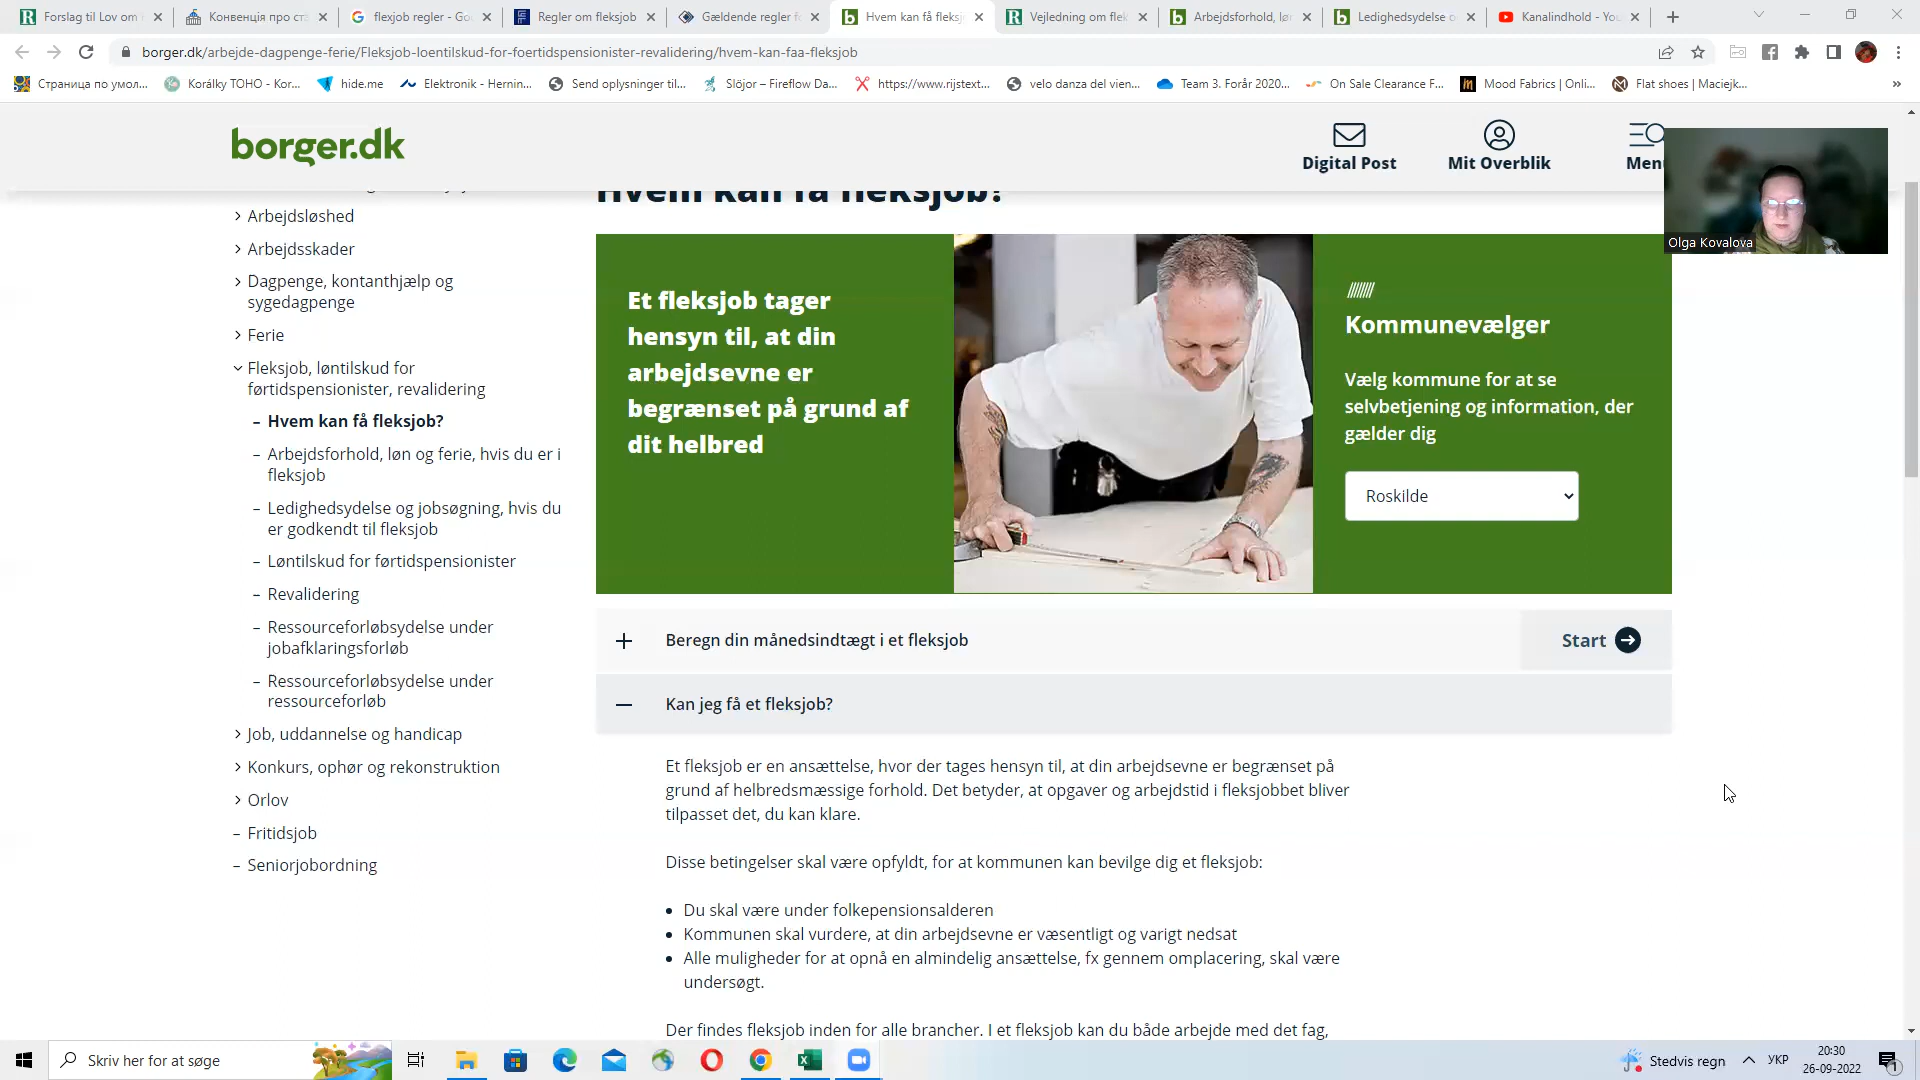 Forslag til Lov om
Конвенція про ста
flexjob regler - Go
Regler om fleksjob
Gældende regler f
Hvem kan få fleksj
Vejledning om flek
Arbejdsforhold, lø
Ledighedsydelse o
Kanalindhold - You
borger.dk/arbejde-dagpenge-ferie/Fleksjob-loentilskud-for-foertidspensionister-revalidering/hvem-kan-faa-fleksjob
Страница по умол...
Korálky TOHO - Kor...
hide.me
Elektronik - Hernin...
Send oplysninger til...
Slöjor – Fireflow Da...
https://www.rijstext...
velo danza del vien...
Team 3. Forår 2020...
On Sale Clearance F...
Mood Fabrics | Onli...
Flat shoes | Maciejk...
»
borger.dk
Digital Post
Mit Overblik
Menu
Olga Kovalova
Arbejdsløshed
Arbejdsskader
Dagpenge, kontanthjælp og
sygedagpenge
Ferie
Fleksjob, løntilskud for
førtidspensionister, revalidering
– Hvem kan få fleksjob?
– Arbejdsforhold, løn og ferie, hvis du er i
fleksjob
– Ledighedsydelse og jobsøgning, hvis du
er godkendt til fleksjob
– Løntilskud for førtidspensionister
– Revalidering
– Ressourceforløbsydelse under
jobafklaringsforløb
– Ressourceforløbsydelse under
ressourceforløb
Job, uddannelse og handicap
Konkurs, ophør og rekonstruktion
Orlov
– Fritidsjob
– Seniorjobordning
Hvem kan få fleksjob?
Et fleksjob tager
hensyn til, at din
arbejdsevne er
begrænset på grund af
dit helbred
Kommunevælger
Vælg kommune for at se
selvbetjening og information, der
gælder dig
Roskilde
Beregn din månedsindtægt i et fleksjob
Start
Kan jeg få et fleksjob?
Et fleksjob er en ansættelse, hvor der tages hensyn til, at din arbejdsevne er begrænset på
grund af helbredsmæssige forhold. Det betyder, at opgaver og arbejdstid i fleksjobbet bliver
tilpasset det, du kan klare.
Disse betingelser skal være opfyldt, for at kommunen kan bevilge dig et fleksjob:
• Du skal være under folkepensionsalderen
• Kommunen skal vurdere, at din arbejdsevne er væsentligt og varigt nedsat
• Alle muligheder for at opnå en almindelig ansættelse, fx gennem omplacering, skal være
undersøgt.
Der findes fleksjob inden for alle brancher. I et fleksjob kan du både arbejde med det fag,
Skriv her for at søge
Stedvis regn
УКР
20:30
26-09-2022
1